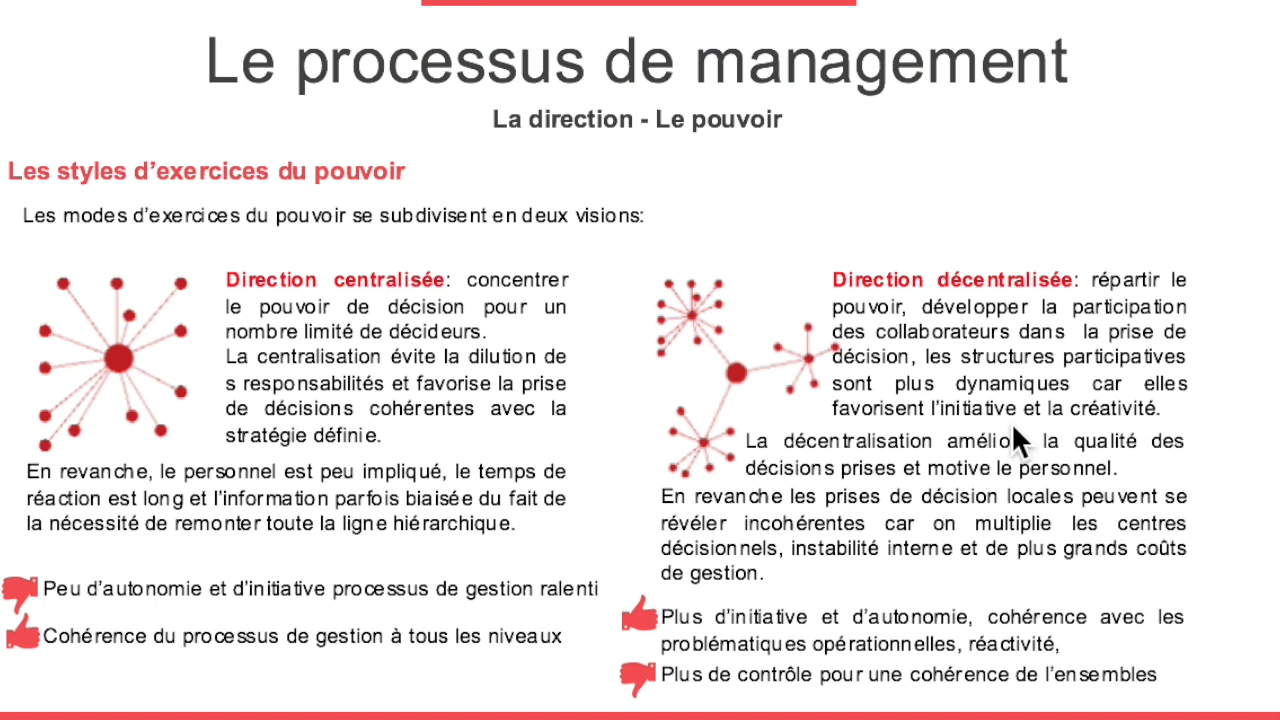 Le processus de management
La direction - Le pouvoir
Les styles d’exercices du pouvoir
Les modes d’exercices du pouvoir se subdivisent en deux visions:
Direction centralisée: concentrer
le pouvoir de décision pour un
nombre limité de décideurs.
La centralisation évite la dilution de
s responsabilités et favorise la prise
de décisions cohérentes avec la
stratégie définie.
En revanche, le personnel est peu impliqué, le temps de
réaction est long et l’information parfois biaisée du fait de
la nécessité de remonter toute la ligne hiérarchique.
Peu d’autonomie et d’initiative processus de gestion ralenti
Cohérence du processus de gestion à tous les niveaux
Direction décentralisée: répartir le
pouvoir, développer la participation
des collaborateurs dans la prise de
décision, les structures participatives
sont plus dynamiques car elles
favorisent l’initiative et la créativité.
La décentralisation la qualité des
décisions prises et motive le personnel.
En revanche les prises de décision locales peuvent se
révéler incohérentes car on multiplie les centres
décisionnels, instabilité interne et de plus grands coûts
de gestion.
Plus d’initiative et d’autonomie, cohérence avec les
problématiques opérationnelles, réactivité,
Plus de contrôle pour une cohérence de l’ensembles